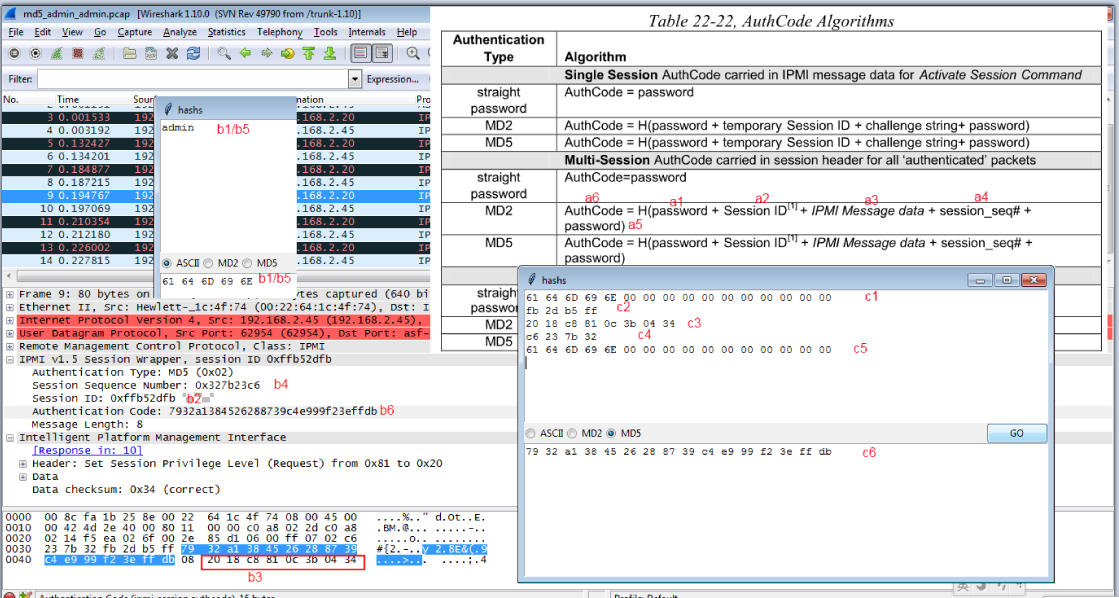 md5_admin_admin.pcap [Wireshark 1.10.0 (SVN Rev 49790 from /trunk-1.10)]
File Edit View Go Capture Analyze Statistics Telephony Tools Internals Help
Filter: Expression...
No. Time Sour nation Pro
3 0.001533 192 .168.2.20 IP
4 0.003192 192 .168.2.45 IP
5 0.132427 192 .168.2.20 IP
6 0.134201 192 .168.2.45 IP
7 0.184877 192 .168.2.20 IP
8 0.187215 192 .168.2.45 IP
9 0.194767 192 .168.2.20 IP
10 0.197069 192 .168.2.45 IP
11 0.210354 192 .168.2.20 IP
12 0.212180 192 .168.2.45 IP
13 0.226002 192 .168.2.20 IP
14 0.227815 192 .168.2.45 IP
hashs
admin b1/b5
ASCII MD2 MD5
61 64 6D 69 6E b1/b5
Frame 9: 80 bytes on ytes captured (640 bi
Ethernet II, Src: Hewlett-_1c:4f:74 (00:22:64:1c:4f:74), Dst: I
Internet Protocol Version 4, Src: 192.168.2.45 (192.168.2.45),
User Datagram Protocol, Src Port: 62954 (62954), Dst Port: asf-
Remote Management Control Protocol, Class: IPMI
IPMI v1.5 Session Wrapper, session ID 0xffb52dfb
Authentication Type: MD5 (0x02)
Session Sequence Number: 0x327b23c6 b4
Session ID: 0xffb52dfb b2
Authentication Code: 7932a1384526288739c4e999f23effdb b6
Message Length: 8
Intelligent Platform Management Interface
[Response in: 10]
Header: Set Session Privilege Level (Request) from 0x81 to 0x20
Data
Data checksum: 0x34 (correct)
0000 00 8c fa 1b 25 8e 00 22 64 1c 4f 74 08 00 45 00 ....%.." d.Ot..E.
0010 00 42 4d 2e 40 00 80 11 00 00 c0 a8 02 2d c0 a8 .BM.@... .....-..
0020 02 14 f5 ea 02 6f 00 2e 85 d1 06 00 ff 07 02 c6 .....o.. ........
0030 23 7b 32 fb 2d b5 ff 79 32 a1 38 45 26 28 87 39 #{2.-..y 2.8E&(.9
0040 c4 e9 99 f2 3e ff db 08 20 18 c8 81 0c 3b 04 34 ....>... ....;.4
b3
Table 22-22, AuthCode Algorithms
Authentication Type Algorithm
Single Session AuthCode carried in IPMI message data for Activate Session Command
straight password AuthCode = password
MD2 AuthCode = H(password + temporary Session ID + challenge string+ password)
MD5 AuthCode = H(password + temporary Session ID + challenge string+ password)
Multi-Session AuthCode carried in session header for all 'authenticated' packets
straight password AuthCode=password
a6 a1 a2 a3 a4
MD2 AuthCode = H(password + Session ID[1] + IPMI Message data + session_seq# +
password) a5
MD5 AuthCode = H(password + Session ID[1] + IPMI Message data + session_seq# +
password)
straigh
passwo
MD2
MD5
hashs
61 64 6D 69 6E 00 00 00 00 00 00 00 00 00 00 00 c1
fb 2d b5 ff c2
20 18 c8 81 0c 3b 04 34 c3
c6 23 7b 32 c4
61 64 6D 69 6E 00 00 00 00 00 00 00 00 00 00 00 c5
ASCII MD2 MD5 GO
79 32 a1 38 45 26 28 87 39 c4 e9 99 f2 3e ff db c6